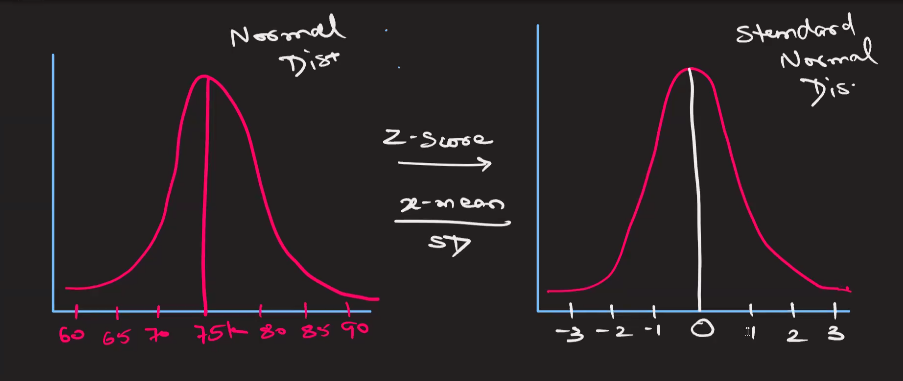 Normal
Dist
Z-Score
x-mean
SD
60 65 70 75k 80 85 90
Stemdard
Normal
Dis.
-3 -2 -1 0 1 2 3